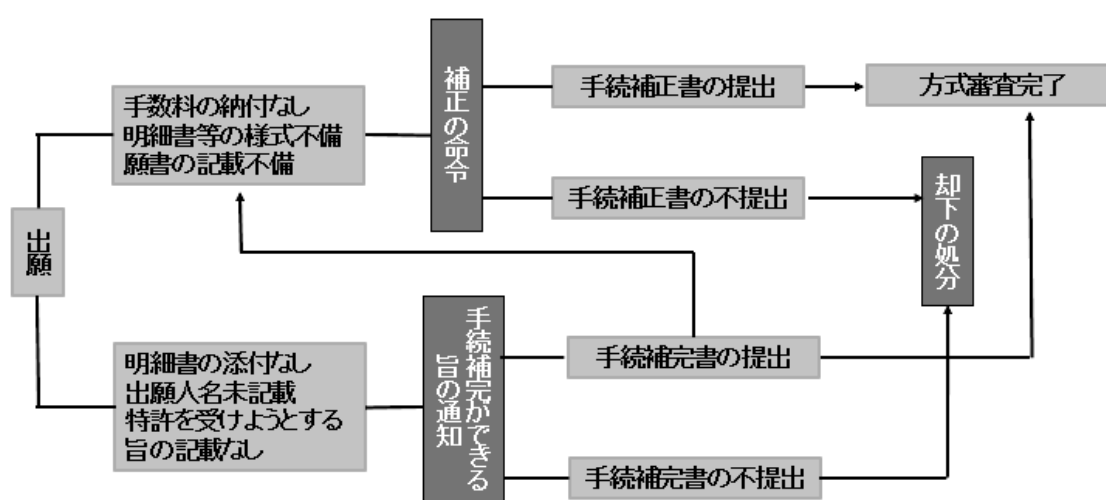 出願
手数料の納付なし
明細書等の様式不備
願書の記載不備
補正の命令
手続補正書の提出
方式審査完了
手続補正書の不提出
却下の処分
明細書の添付なし
出願人名未記載
特許を受けようとする
旨の記載なし
手続補完ができる
旨の通知
手続補完書の提出
手続補完書の不提出